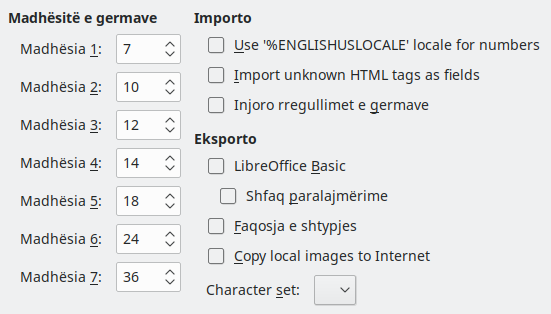 Madhësitë e germave
Madhësia 1: 7
Madhësia 2: 10
Madhësia 3: 12
Madhësia 4: 14
Madhësia 5: 18
Madhësia 6: 24
Madhësia 7: 36
Importo
Use '%ENGLISHUSLOCALE' locale for numbers
Import unknown HTML tags as fields
Injoro rregullimet e germave
Eksporto
LibreOffice Basic
Shfaq paralajmërime
Faqosja e shtypjes
Copy local images to Internet
Character set: